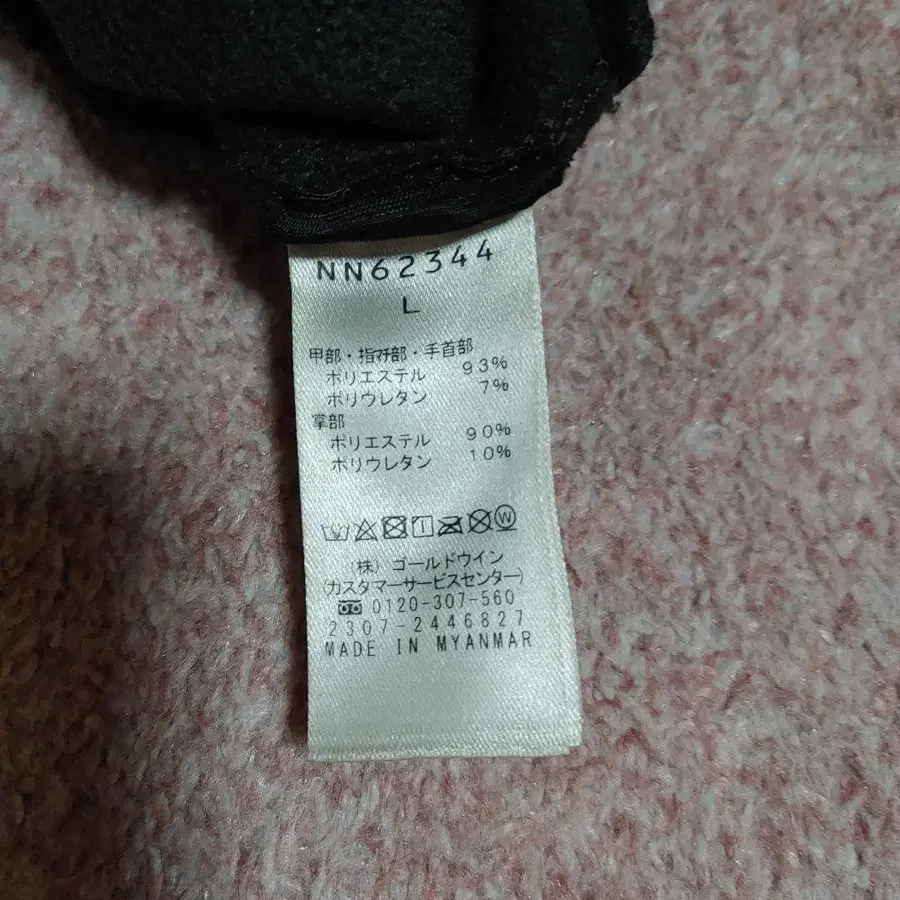 NN62344
L
甲部・指マチ部・手首部
ポリエステル 93%
ポリウレタン 7%
掌部
ポリエステル 90%
ポリウレタン 10%
(株) ゴールドウイン
(カスタマーサービスセンター)
0120-307-560
2307-2446827
MADE IN MYANMAR